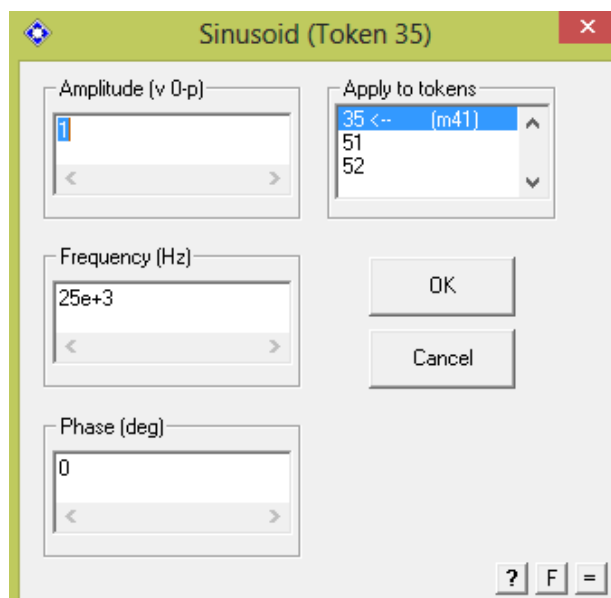 Sinusoid (Token 35)
×
Amplitude (v 0-p)
1
Apply to tokens
35 <-- (m41)
51
52
Frequency (Hz)
25e+3
OK
Cancel
Phase (deg)
0
? F =